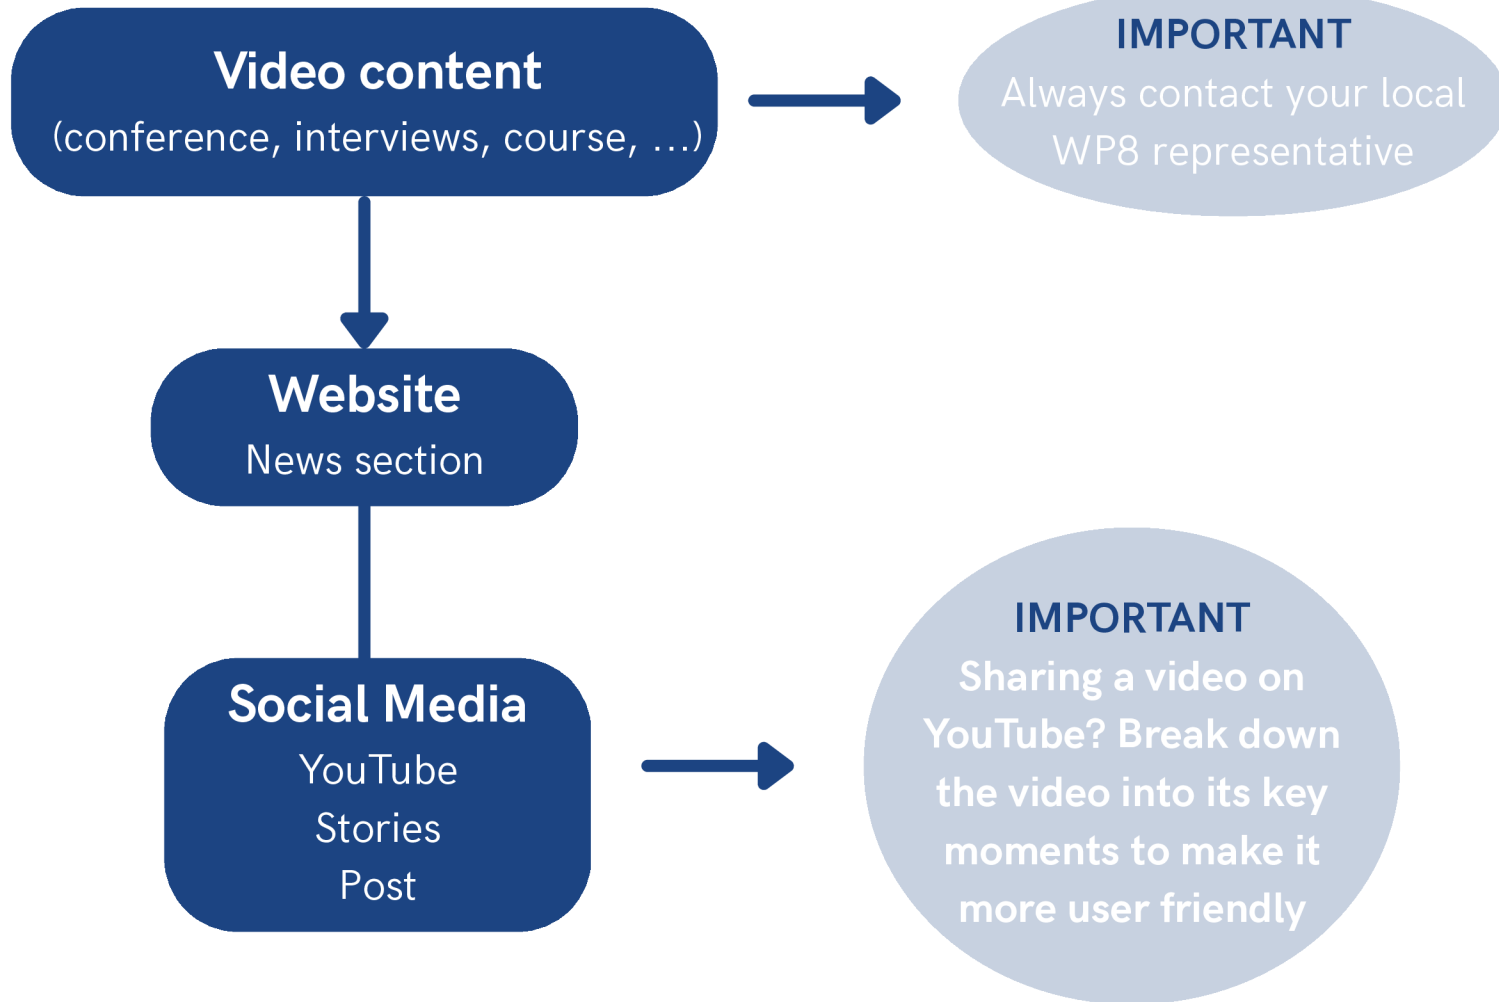 Video content
(conference, interviews, course, ...)
IMPORTANT
Always contact your local
WP8 representative
Website
News section
Social Media
YouTube
Stories
Post
IMPORTANT
Sharing a video on
YouTube? Break down
the video into its key
moments to make it
more user friendly